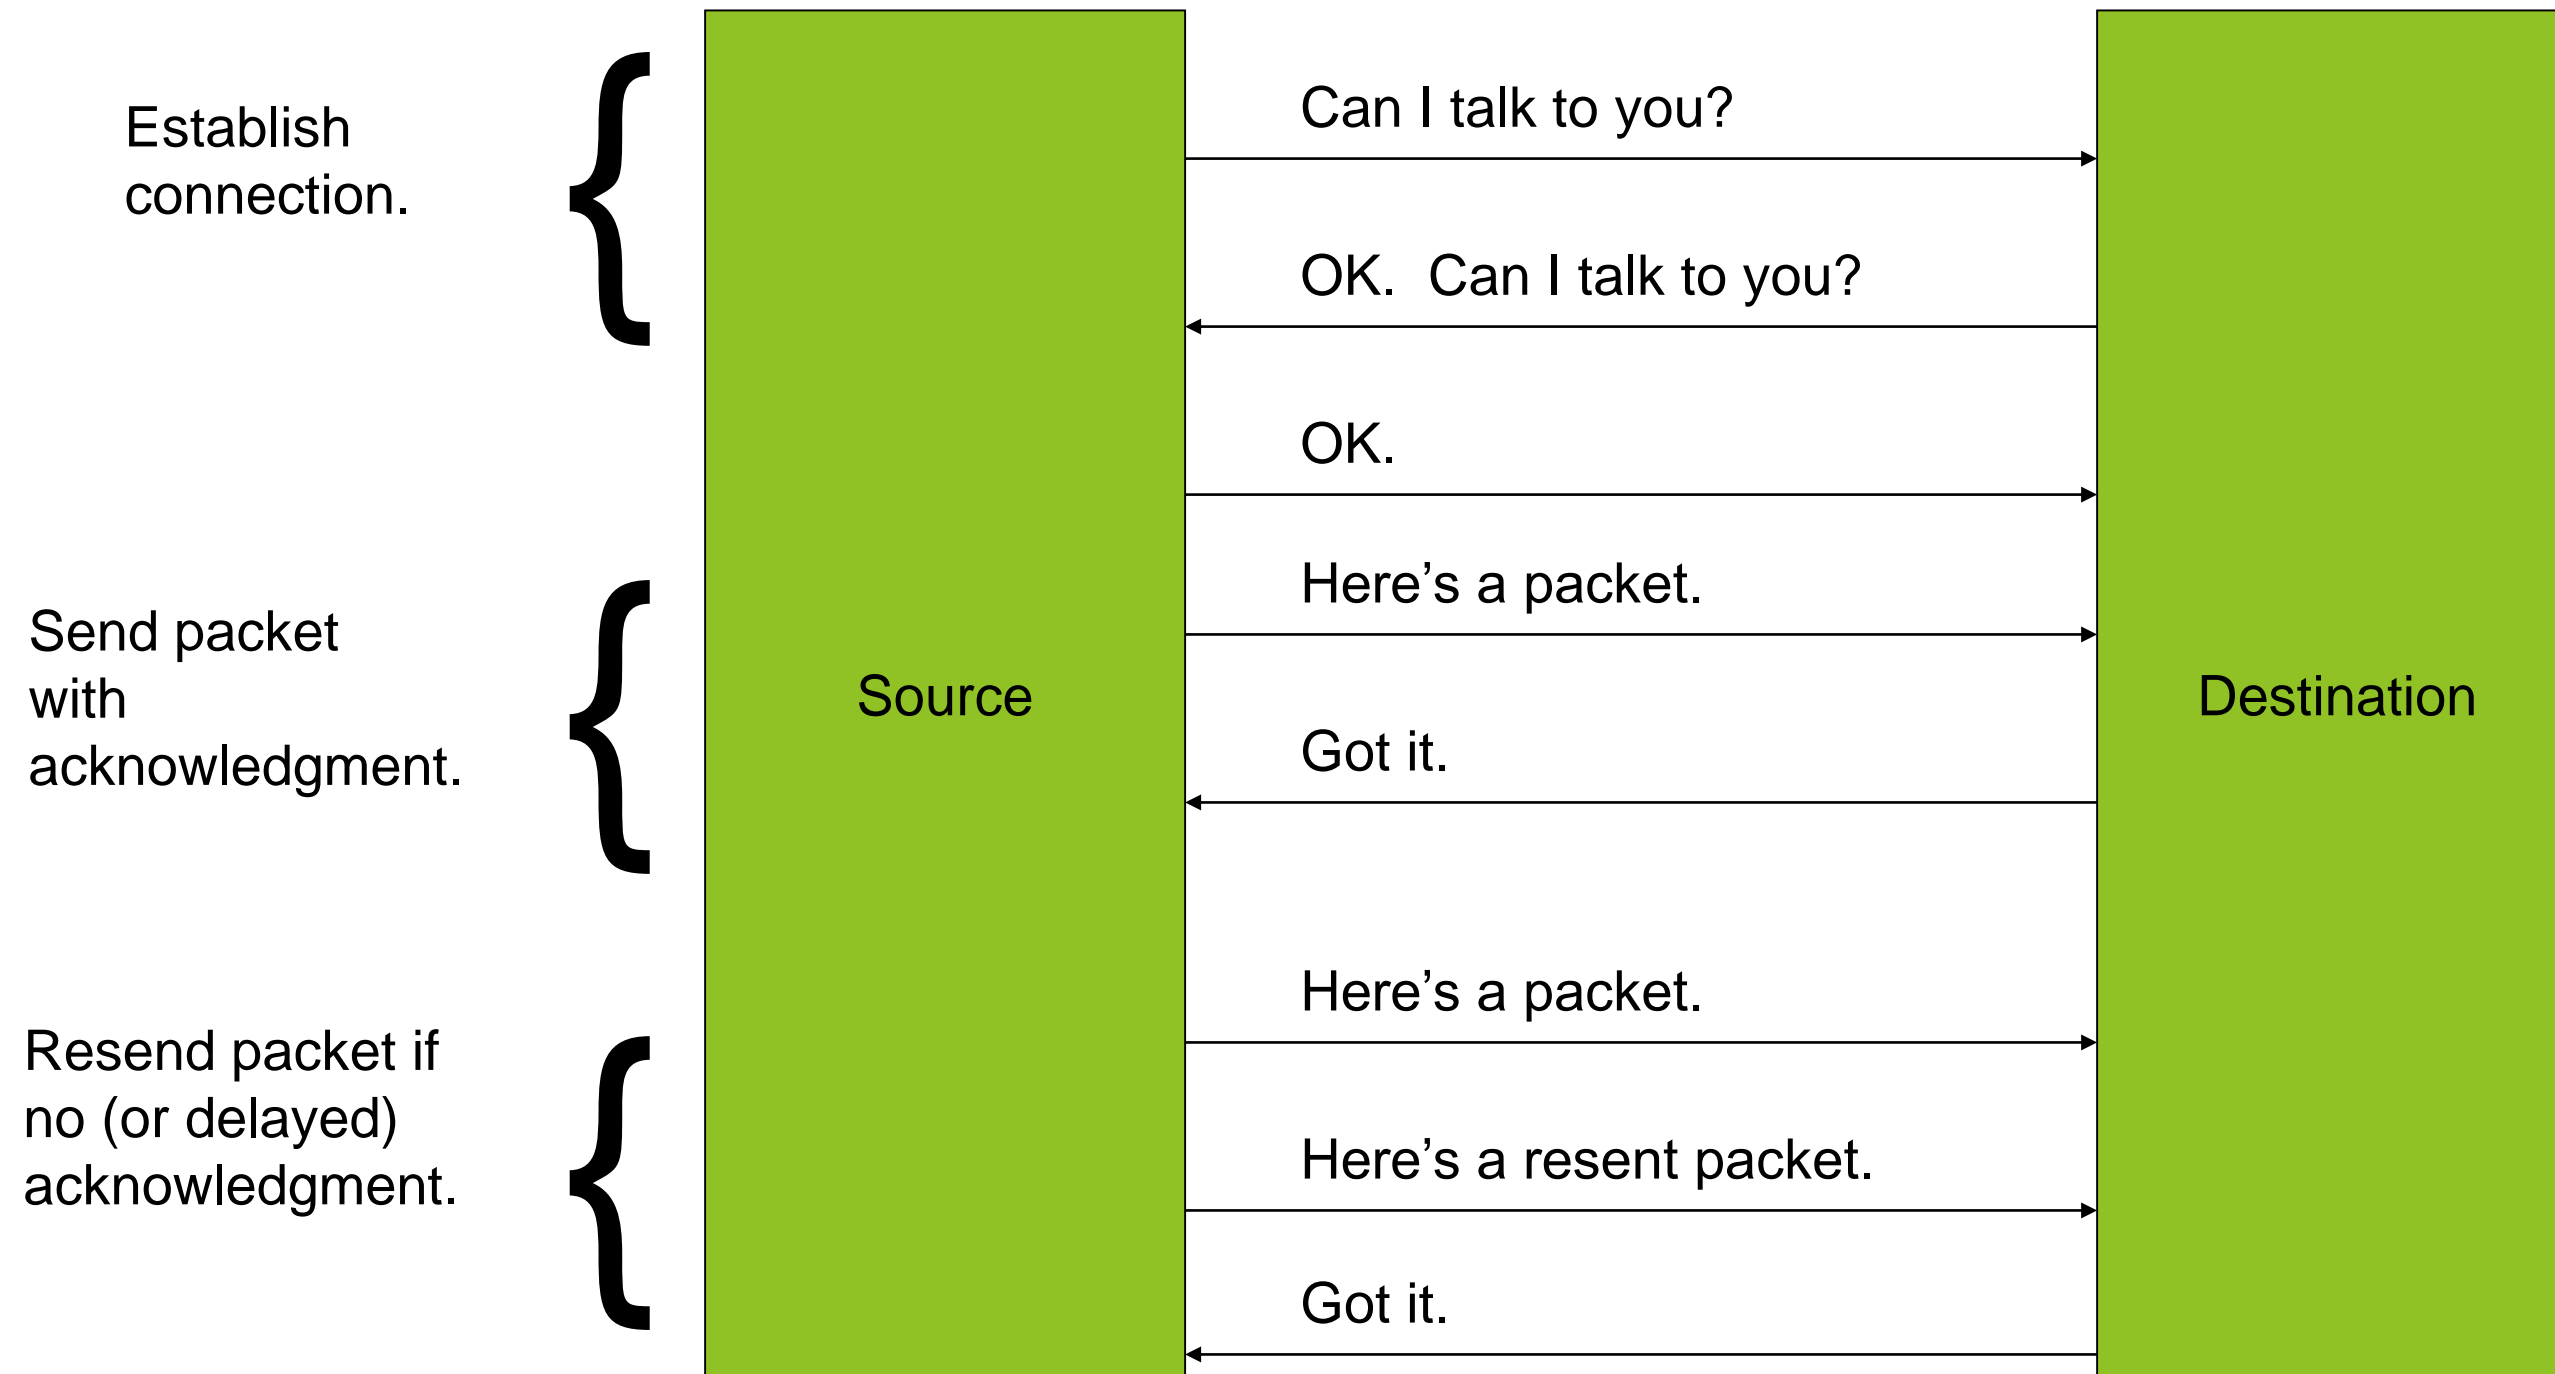 Establish
connection.
Can I talk to you?
OK.  Can I talk to you?
OK.
Send packet
with
acknowledgment.
Source
Here’s a packet.
Got it.
Destination
Resend packet if
no (or delayed)
acknowledgment.
Here’s a packet.
Here’s a resent packet.
Got it.